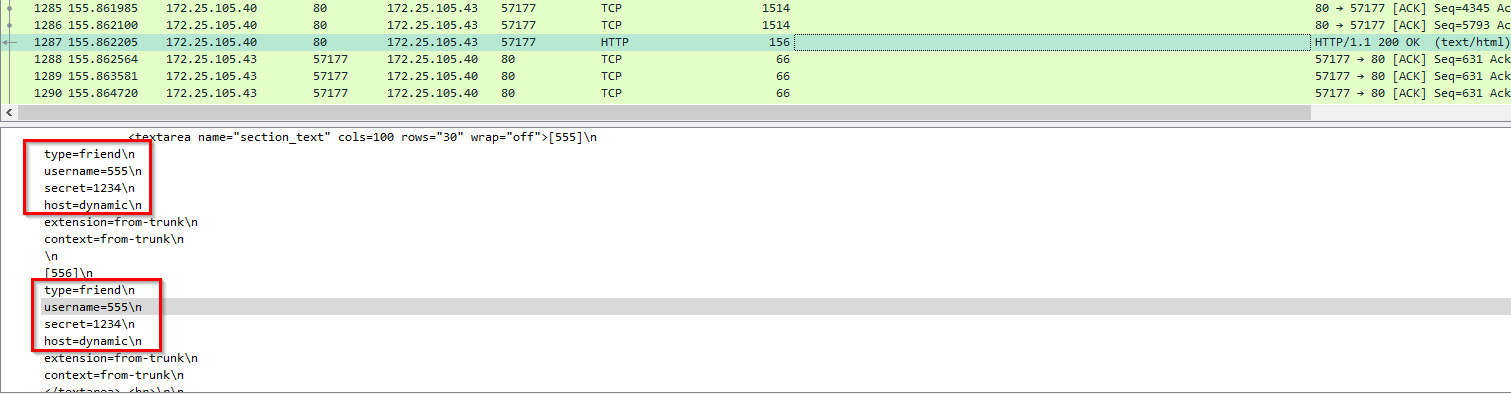 1285 155.861985 172.25.105.40 80 172.25.105.43 57177 TCP 1514 80 → 57177 [ACK] Seq=4345 Ac
1286 155.862100 172.25.105.40 80 172.25.105.43 57177 TCP 1514 80 → 57177 [ACK] Seq=5793 Ac
1287 155.862205 172.25.105.40 80 172.25.105.43 57177 HTTP 156 HTTP/1.1 200 OK (text/html)
1288 155.862564 172.25.105.43 57177 172.25.105.40 80 TCP 66 57177 → 80 [ACK] Seq=631 Ack
1289 155.863581 172.25.105.43 57177 172.25.105.40 80 TCP 66 57177 → 80 [ACK] Seq=631 Ack
1290 155.864720 172.25.105.43 57177 172.25.105.40 80 TCP 66 57177 → 80 [ACK] Seq=631 Ack
<textarea name="section_text" cols=100 rows="30" wrap="off">[555]\n
type=friend\n
username=555\n
secret=1234\n
host=dynamic\n
extension=from-trunk\n
context=from-trunk\n
\n
[556]\n
type=friend\n
username=555\n
secret=1234\n
host=dynamic\n
extension=from-trunk\n
context=from-trunk\n
</textarea> <bp>\n\n